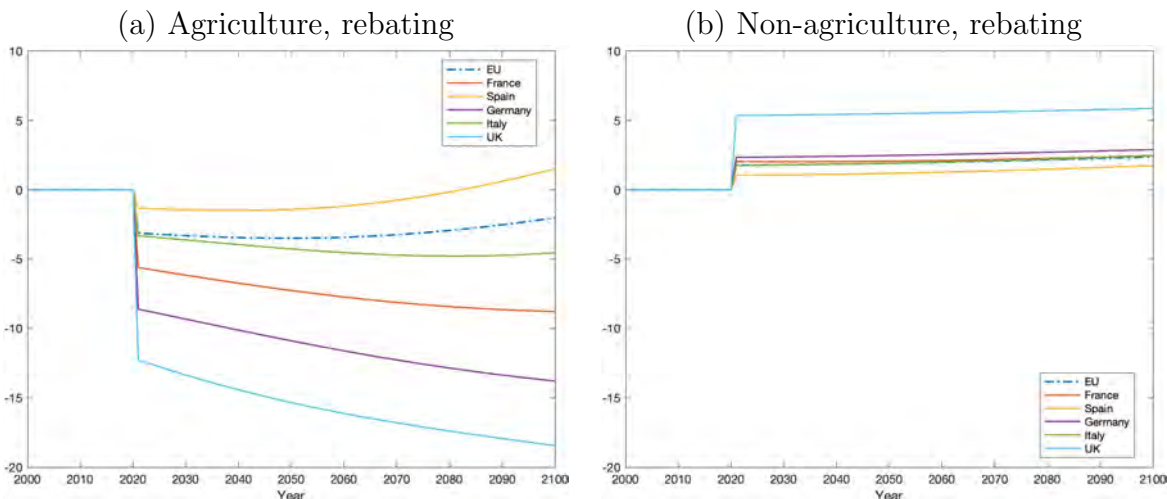 (a) Agriculture, rebating
10
5
0
-5
-10
-15
-20
2000 2010 2020 2030 2040 2050 2060 2070 2080 2090 2100
Year
EU
France
Spain
Germany
Italy
UK
(b) Non-agriculture, rebating
10
5
0
-5
-10
-15
-20
2000 2010 2020 2030 2040 2050 2060 2070 2080 2090 2100
Year
EU
France
Spain
Germany
Italy
UK